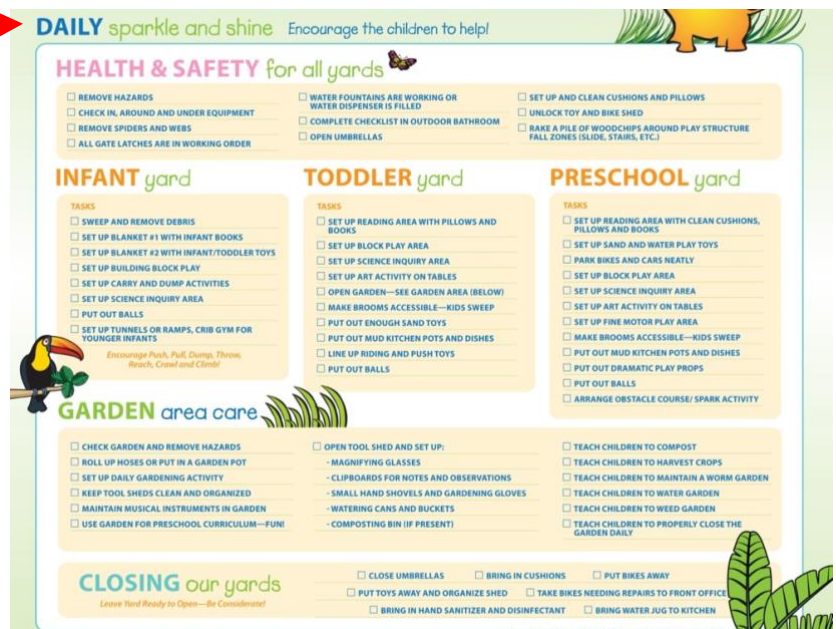 DAILY sparkle and shine Encourage the children to help!
HEALTH & SAFETY for all yards
REMOVE HAZARDS
CHECK IN, AROUND AND UNDER EQUIPMENT
REMOVE SPIDERS AND WEBS
ALL GATE LATCHES ARE IN WORKING ORDER
WATER FOUNTAINS ARE WORKING OR
WATER DISPENSER IS FILLED
COMPLETE CHECKLIST IN OUTDOOR BATHROOM
OPEN UMBRELLAS
SET UP AND CLEAN CUSHIONS AND PILLOWS
UNLOCK TOY AND BIKE SHED
RAKE A PILE OF WOODCHIPS AROUND PLAY STRUCTURE
FALL ZONES (SLIDE, STAIRS, ETC.)
INFANT yard
TASKS
SWEEP AND REMOVE DEBRIS
SET UP BLANKET #1 WITH INFANT BOOKS
SET UP BLANKET #2 WITH INFANT/TODDLER TOYS
SET UP BUILDING BLOCK PLAY
SET UP CARRY AND DUMP ACTIVITIES
SET UP SCIENCE INQUIRY AREA
PUT OUT BALLS
SET UP TUNNELS OR RAMPS, CRIB GYM FOR
YOUNGER INFANTS
Encourage Push, Pull, Dump, Throw,
Reach, Crawl and Climb!
TODDLER yard
TASKS
SET UP READING AREA WITH PILLOWS AND
BOOKS
SET UP BLOCK PLAY AREA
SET UP SCIENCE INQUIRY AREA
SET UP ART ACTIVITY ON TABLES
OPEN GARDEN—SEE GARDEN AREA (BELOW)
MAKE BROOMS ACCESSIBLE—KIDS SWEEP
PUT OUT ENOUGH SAND TOYS
PUT OUT MUD KITCHEN POTS AND DISHES
LINE UP RIDING AND PUSH TOYS
PUT OUT BALLS
PRESCHOOL yard
TASKS
SET UP READING AREA WITH CLEAN CUSHIONS,
PILLOWS AND BOOKS
SET UP SAND AND WATER PLAY TOYS
PARK BIKES AND CARS NEATLY
SET UP BLOCK PLAY AREA
SET UP SCIENCE INQUIRY AREA
SET UP ART ACTIVITY ON TABLES
SET UP FINE MOTOR PLAY AREA
MAKE BROOMS ACCESSIBLE—KIDS SWEEP
PUT OUT MUD KITCHEN POTS AND DISHES
PUT OUT DRAMATIC PLAY PROPS
PUT OUT BALLS
ARRANGE OBSTACLE COURSE/ SPARK ACTIVITY
GARDEN area care
CHECK GARDEN AND REMOVE HAZARDS
ROLL UP HOSES OR PUT IN A GARDEN POT
SET UP DAILY GARDENING ACTIVITY
KEEP TOOL SHEDS CLEAN AND ORGANIZED
MAINTAIN MUSICAL INSTRUMENTS IN GARDEN
USE GARDEN FOR PRESCHOOL CURRICULUM—FUN!
OPEN TOOL SHED AND SET UP:
- MAGNIFYING GLASSES
- CLIPBOARDS FOR NOTES AND OBSERVATIONS
- SMALL HAND SHOVELS AND GARDENING GLOVES
- WATERING CANS AND BUCKETS
- COMPOSTING BIN (IF PRESENT)
TEACH CHILDREN TO COMPOST
TEACH CHILDREN TO HARVEST CROPS
TEACH CHILDREN TO MAINTAIN A WORM GARDEN
TEACH CHILDREN TO WATER GARDEN
TEACH CHILDREN TO WEED GARDEN
TEACH CHILDREN TO PROPERLY CLOSE THE
GARDEN DAILY
CLOSING our yards
Leave Yard Ready to Open—Be Considerate!
CLOSE UMBRELLAS BRING IN CUSHIONS PUT BIKES AWAY
PUT TOYS AWAY AND ORGANIZE SHED TAKE BIKES NEEDING REPAIRS TO FRONT OFFICE
BRING IN HAND SANITIZER AND DISINFECTANT BRING WATER JUG TO KITCHEN